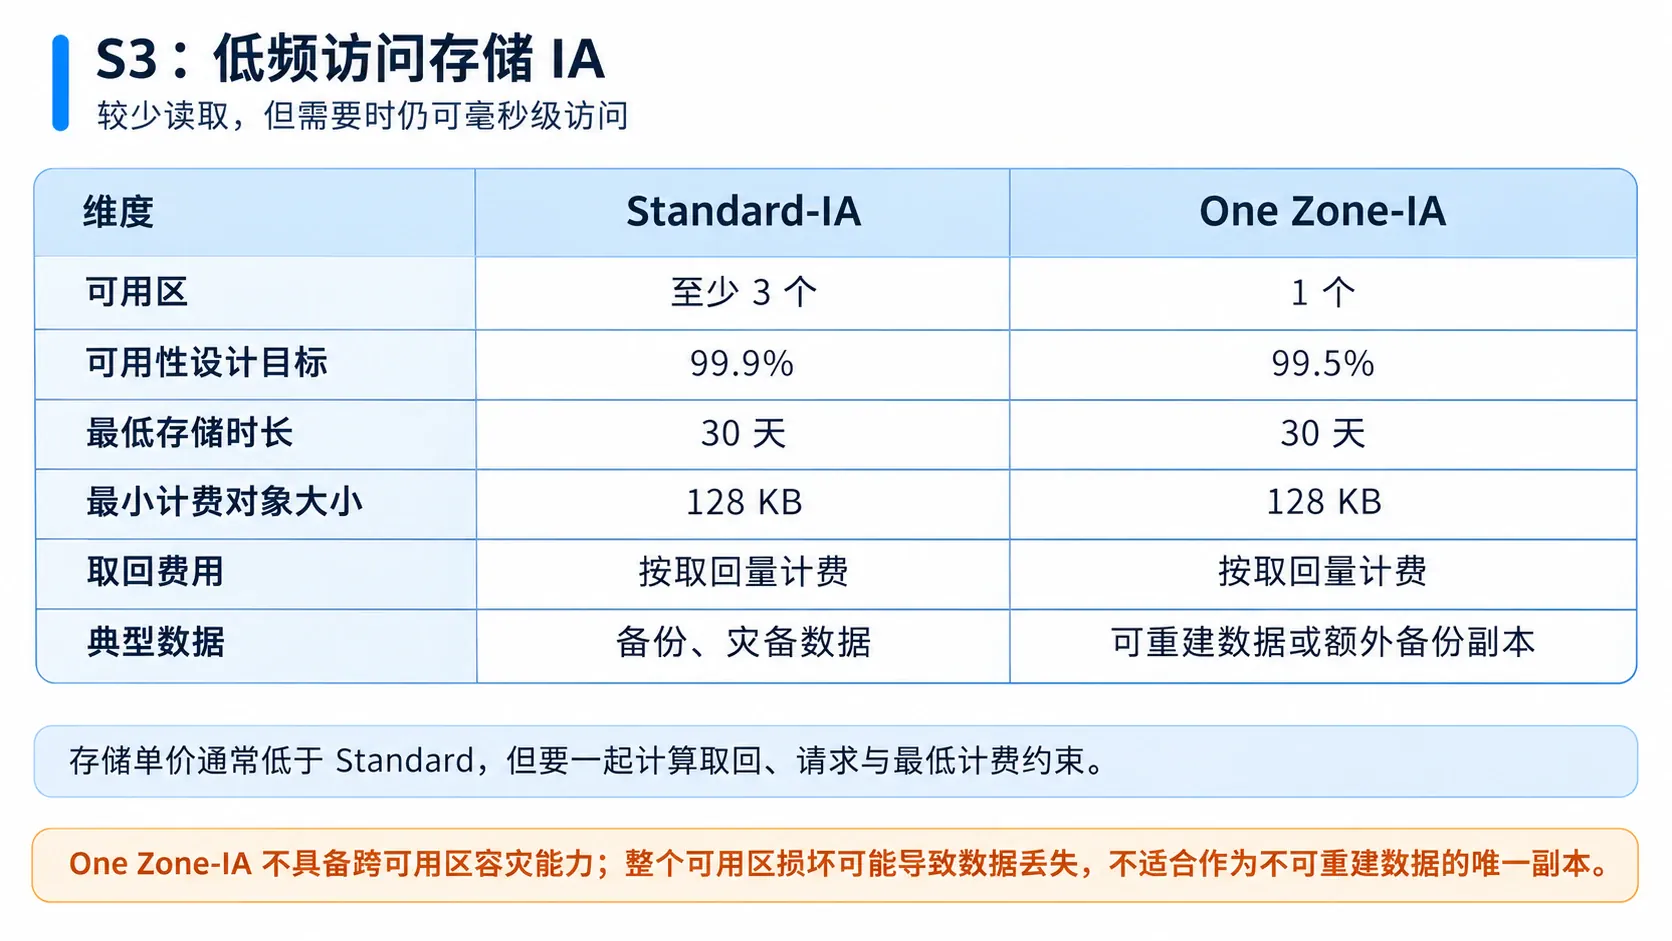 S3：低频访问存储 IA
较少读取，但需要时仍可毫秒级访问
维度 Standard-IA One Zone-IA
可用区 至少 3 个 1 个
可用性设计目标 99.9% 99.5%
最低存储时长 30 天 30 天
最小计费对象大小 128 KB 128 KB
取回费用 按取回量计费 按取回量计费
典型数据 备份、灾备数据 可重建数据或额外备份副本
存储单价通常低于 Standard，但要一起计算取回、请求与最低计费约束。
One Zone-IA 不具备跨可用区容灾能力；整个可用区损坏可能导致数据丢失，不适合作为不可重建数据的唯一副本。